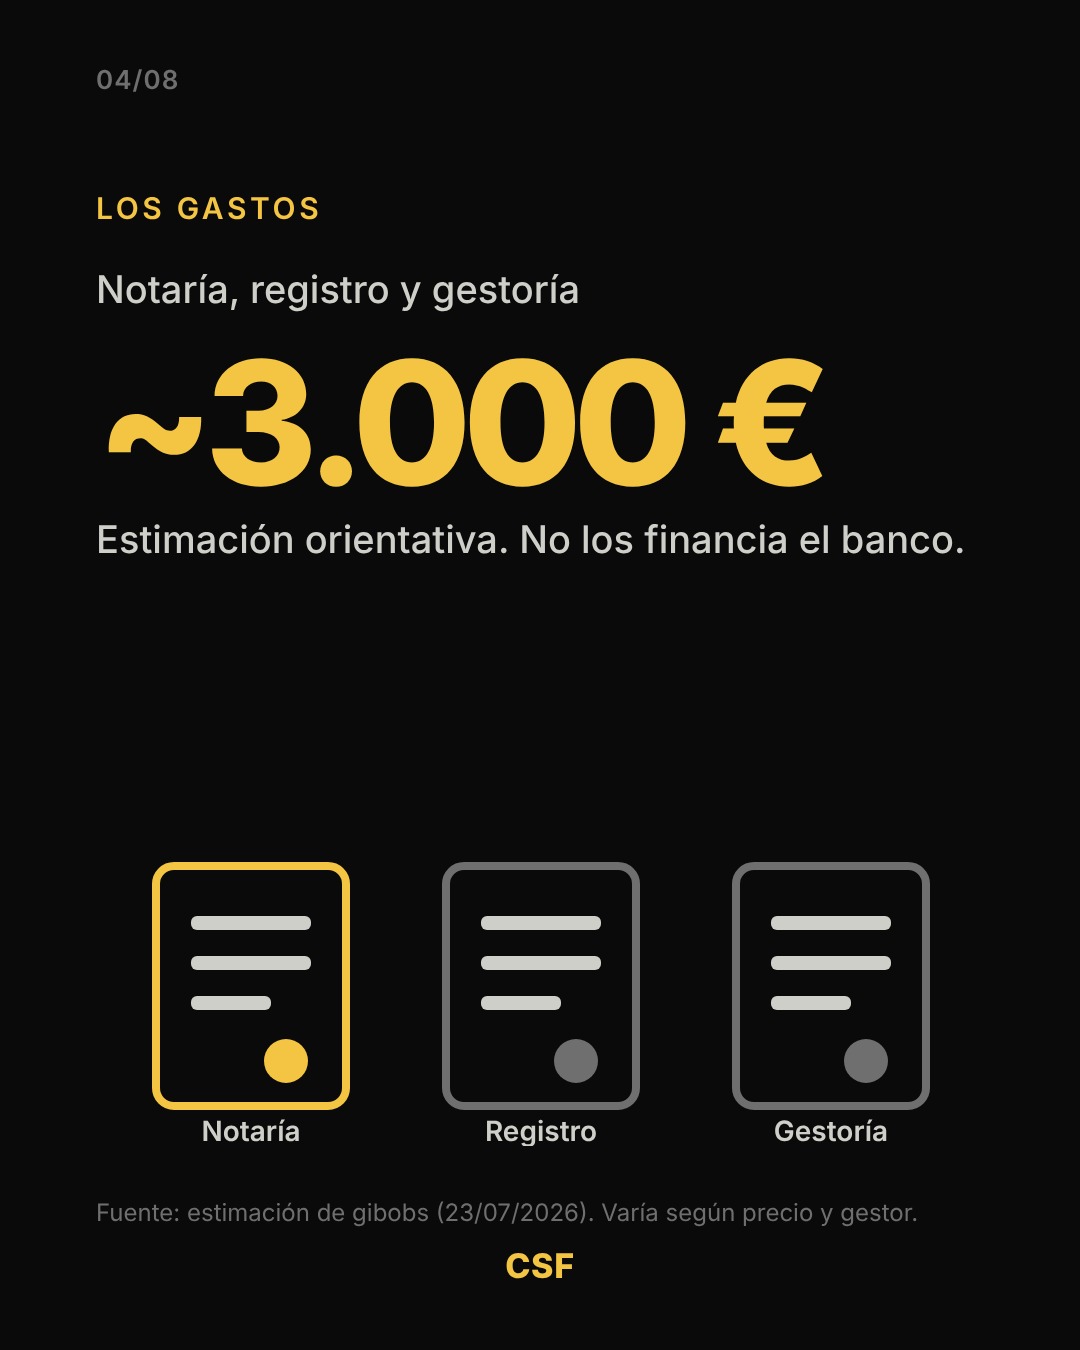 04/08
LOS GASTOS
Notaría, registro y gestoría
~3.000 €
Estimación orientativa. No los financia el banco.
Notaría
Registro
Gestoría
Fuente: estimación de gibobs (23/07/2026). Varía según precio y gestor.
CSF